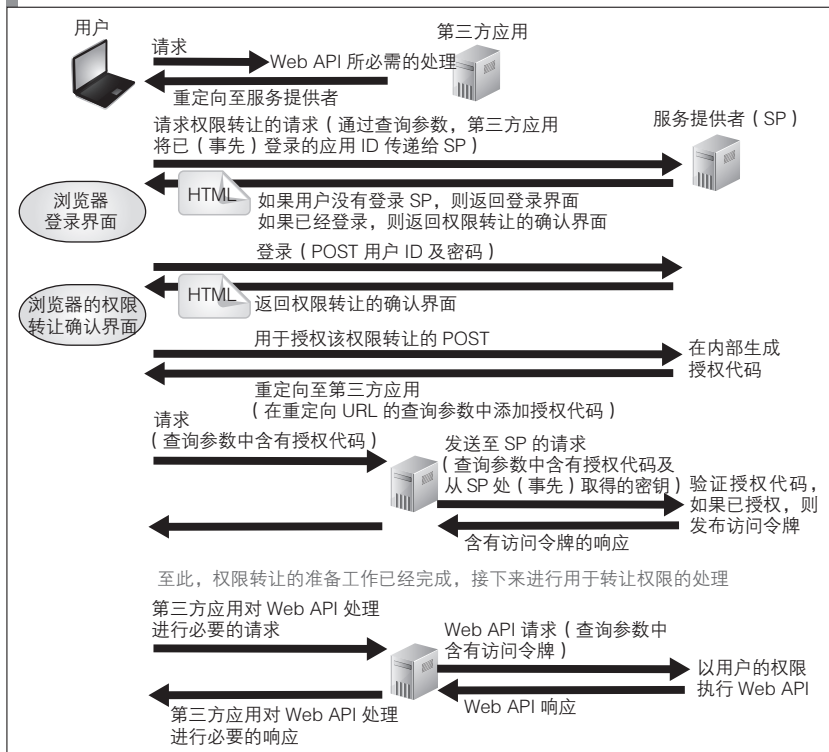 用户
第三方应用
请求
Web API 所必需的处理
重定向至服务提供者
服务提供者（SP）
请求权限转让的请求（通过查询参数，第三方应用
将已（事先）登录的应用 ID 传递给 SP）
浏览器
登录界面
HTML
如果用户没有登录 SP，则返回登录界面
如果已经登录，则返回权限转让的确认界面
登录（POST 用户 ID 及密码）
浏览器的权限
转让确认界面
HTML
返回权限转让的确认界面
用于授权该权限转让的 POST
在内部生成
授权代码
重定向至第三方应用
（在重定向 URL 的查询参数中添加授权代码）
请求
（查询参数中含有授权代码）
发送至 SP 的请求
（查询参数中含有授权代码及
从 SP 处（事先）取得的密钥）
验证授权代码，
如果已授权，则
发布访问令牌
含有访问令牌的响应
至此，权限转让的准备工作已经完成，接下来进行用于转让权限的处理
第三方应用对 Web API 处理
进行必要的请求
Web API 请求（查询参数中
含有访问令牌）
以用户的权限
执行 Web API
Web API 响应
第三方应用对 Web API 处理
进行必要的响应